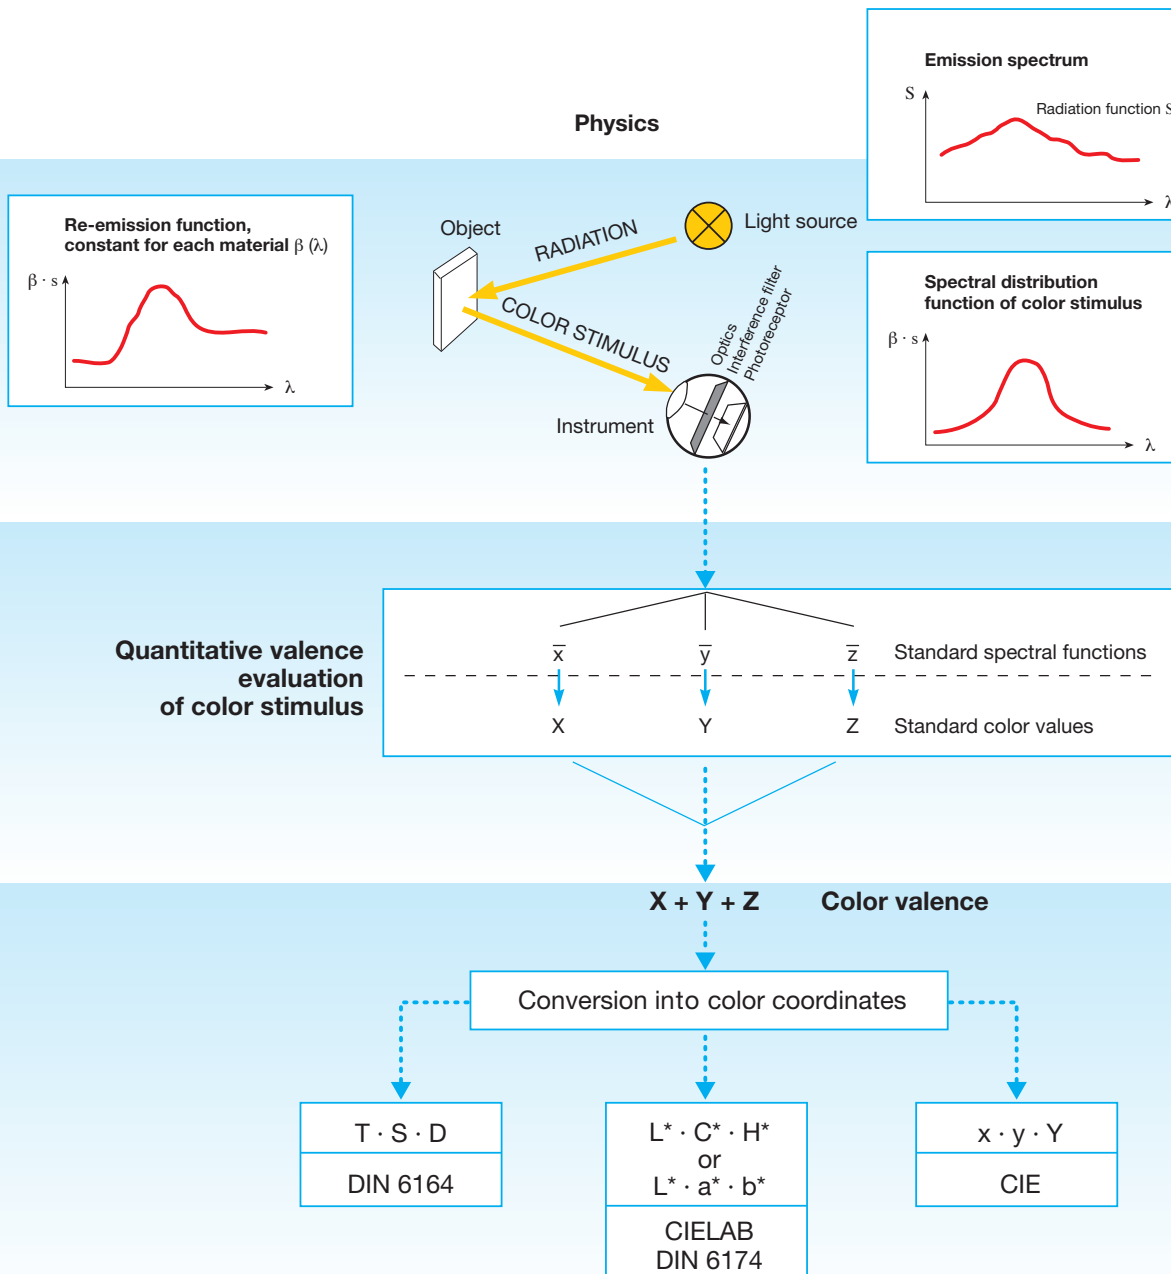 Physics
Emission spectrum
S
Radiation function S
λ
Re-emission function,
constant for each material β (λ)
β · s
λ
Object
RADIATION
Light source
COLOR STIMULUS
Optics
Interference filter
Photoreceptor
Instrument
Spectral distribution
function of color stimulus
β · s
λ
Quantitative valence
evaluation
of color stimulus
x̅ y̅ z̅ Standard spectral functions
X Y Z Standard color values
X + Y + Z Color valence
Conversion into color coordinates
T · S · D
DIN 6164
L* · C* · H*
or
L* · a* · b*
CIELAB
DIN 6174
x · y · Y
CIE